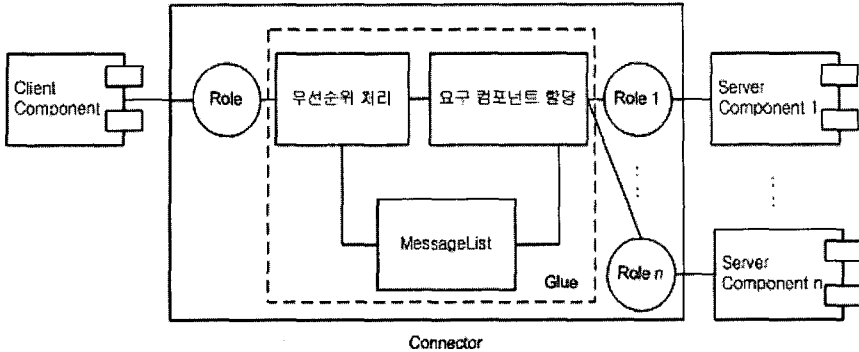 Client
Component
Role
우선순위 처리
요구 컴포넌트 할당
Role 1
Server
Component 1
MessageList
Glue
Role n
Server
Component n
Connector